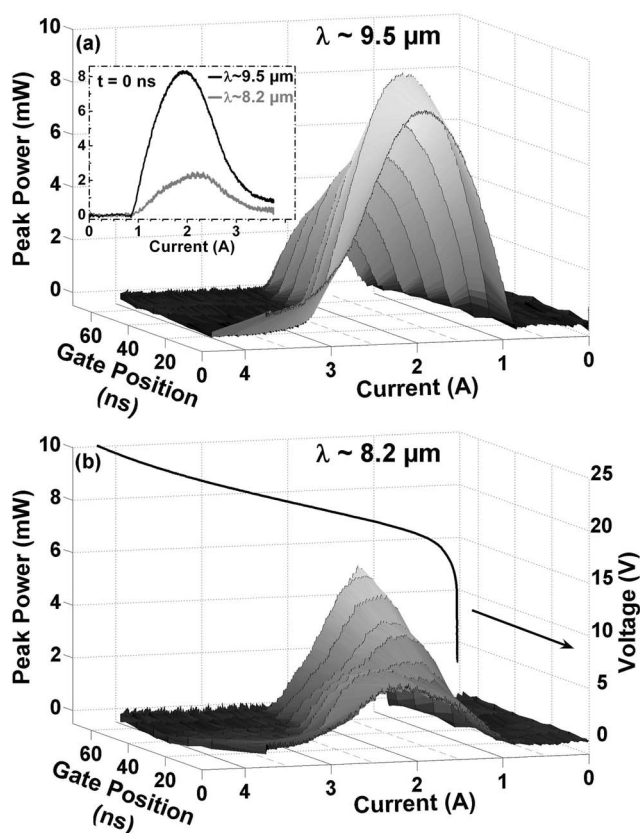 (a)
λ ~ 9.5 µm
Peak Power (mW)
10
8
6
4
2
0
t = 0 ns
λ~9.5 µm
λ~8.2 µm
8
6
4
2
0
0 1 2 3
Current (A)
60
40
20
0
Gate Position
(ns)
4 3 2 1 0
Current (A)
(b)
λ ~ 8.2 µm
Peak Power (mW)
10
8
6
4
2
0
25
20
15
10
5
0
Voltage (V)
60
40
20
0
Gate Position
(ns)
4 3 2 1 0
Current (A)